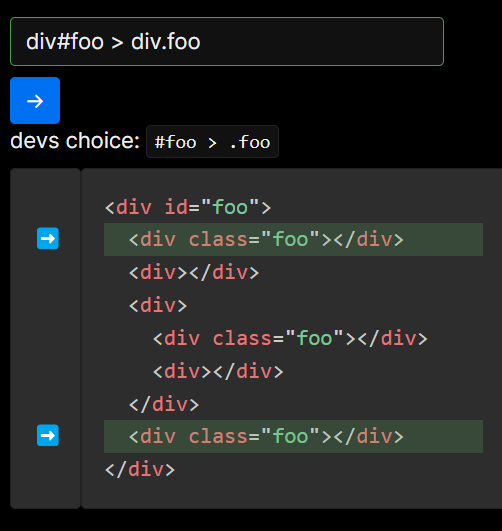 div#foo > div.foo
→
devs choice: #foo > .foo
<div id="foo">
➡ <div class="foo"></div>
<div></div>
<div>
<div class="foo"></div>
<div></div>
</div>
➡ <div class="foo"></div>
</div>